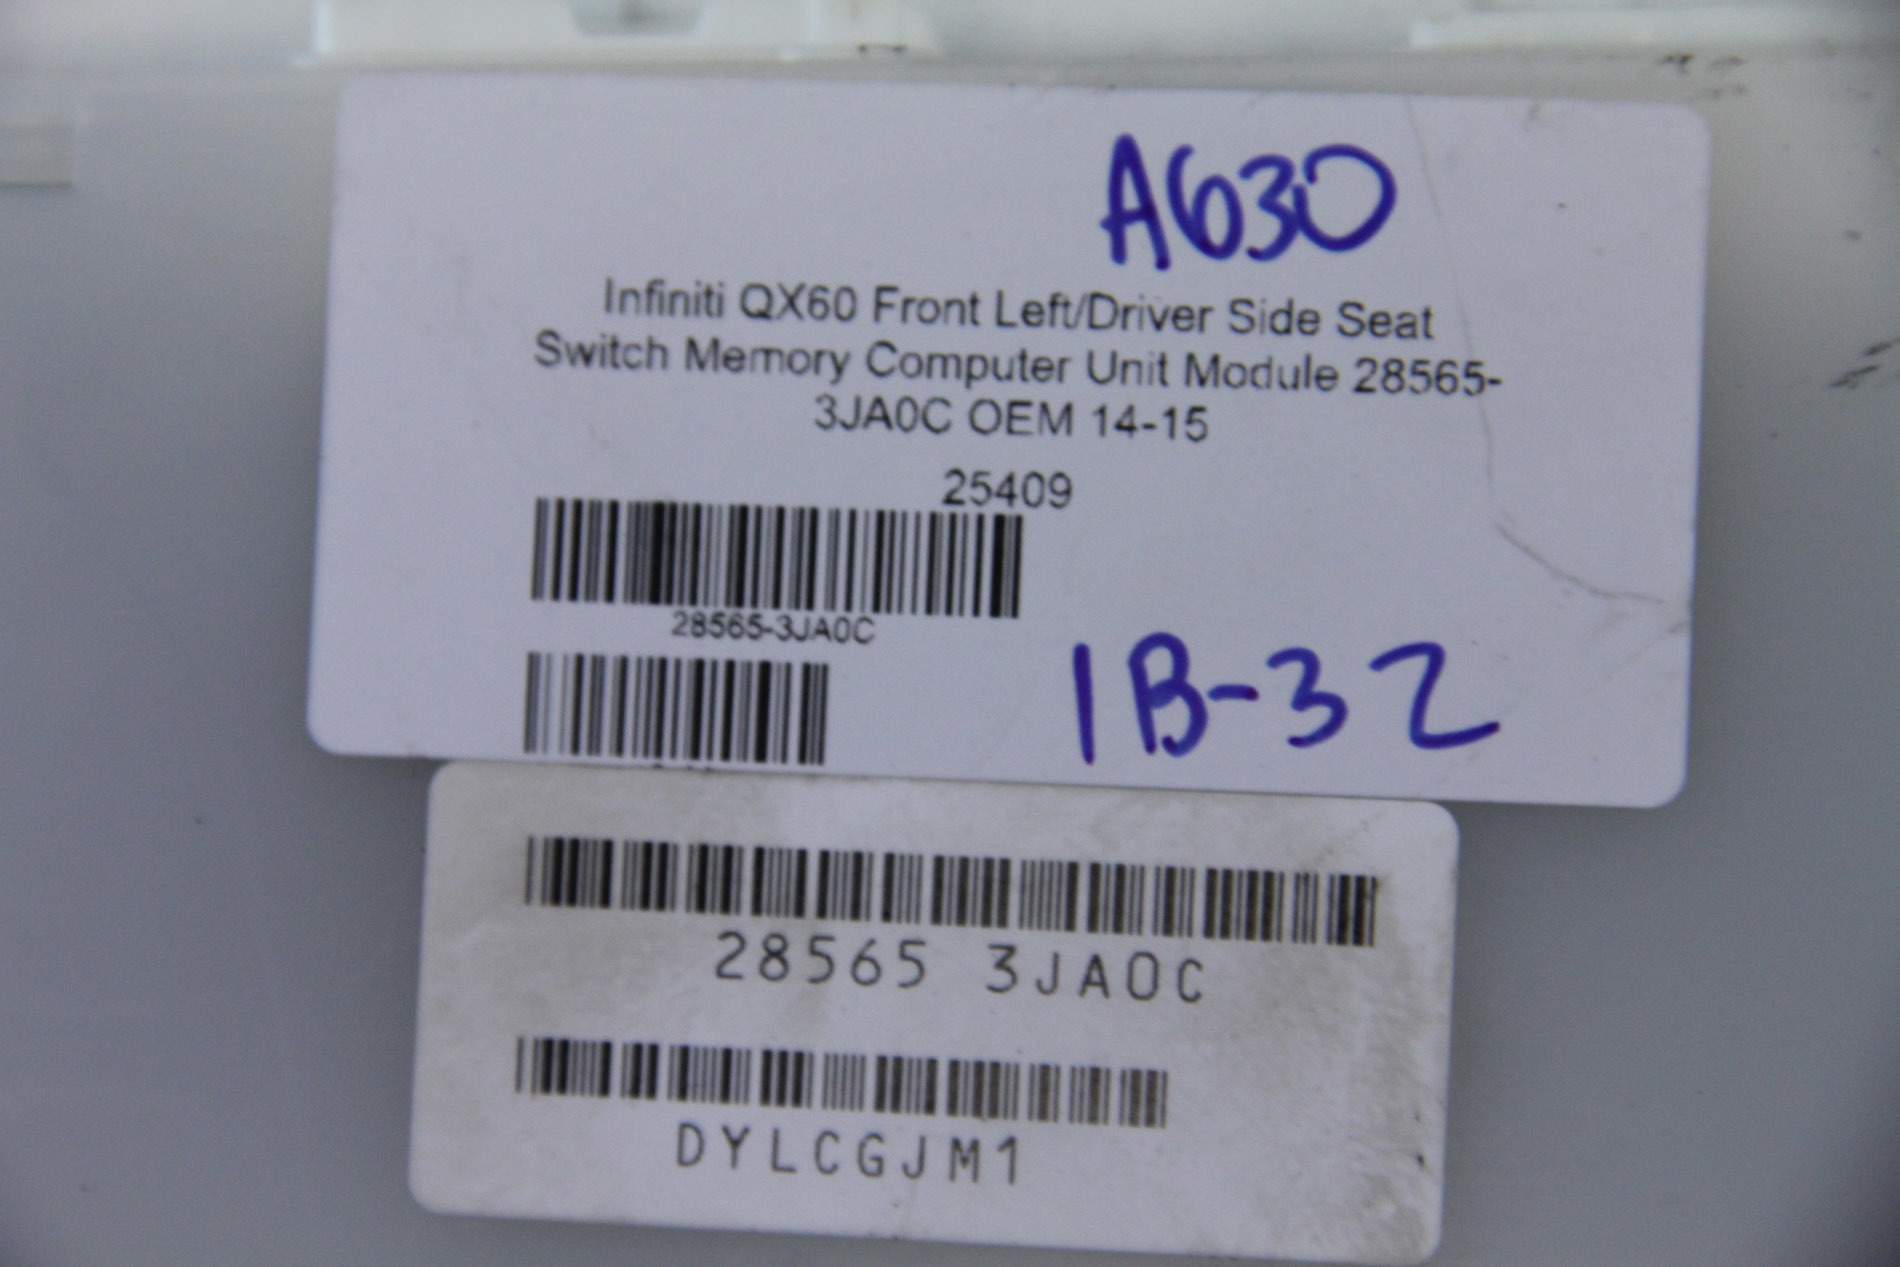 A630
Infiniti QX60 Front Left/Driver Side Seat
Switch Memory Computer Unit Module 28565-
3JA0C OEM 14-15
25409
28565-3JA0C
1B-32
28565 3JA0C
DYLCGJM1